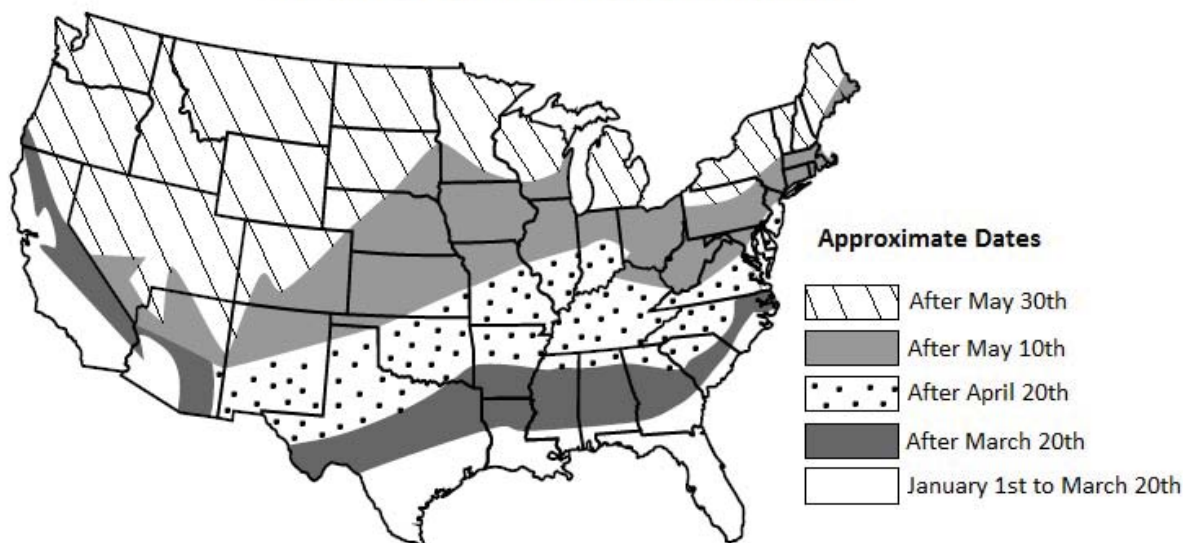 Approximate Dates
After May 30th
After May 10th
After April 20th
After March 20th
January 1st to March 20th